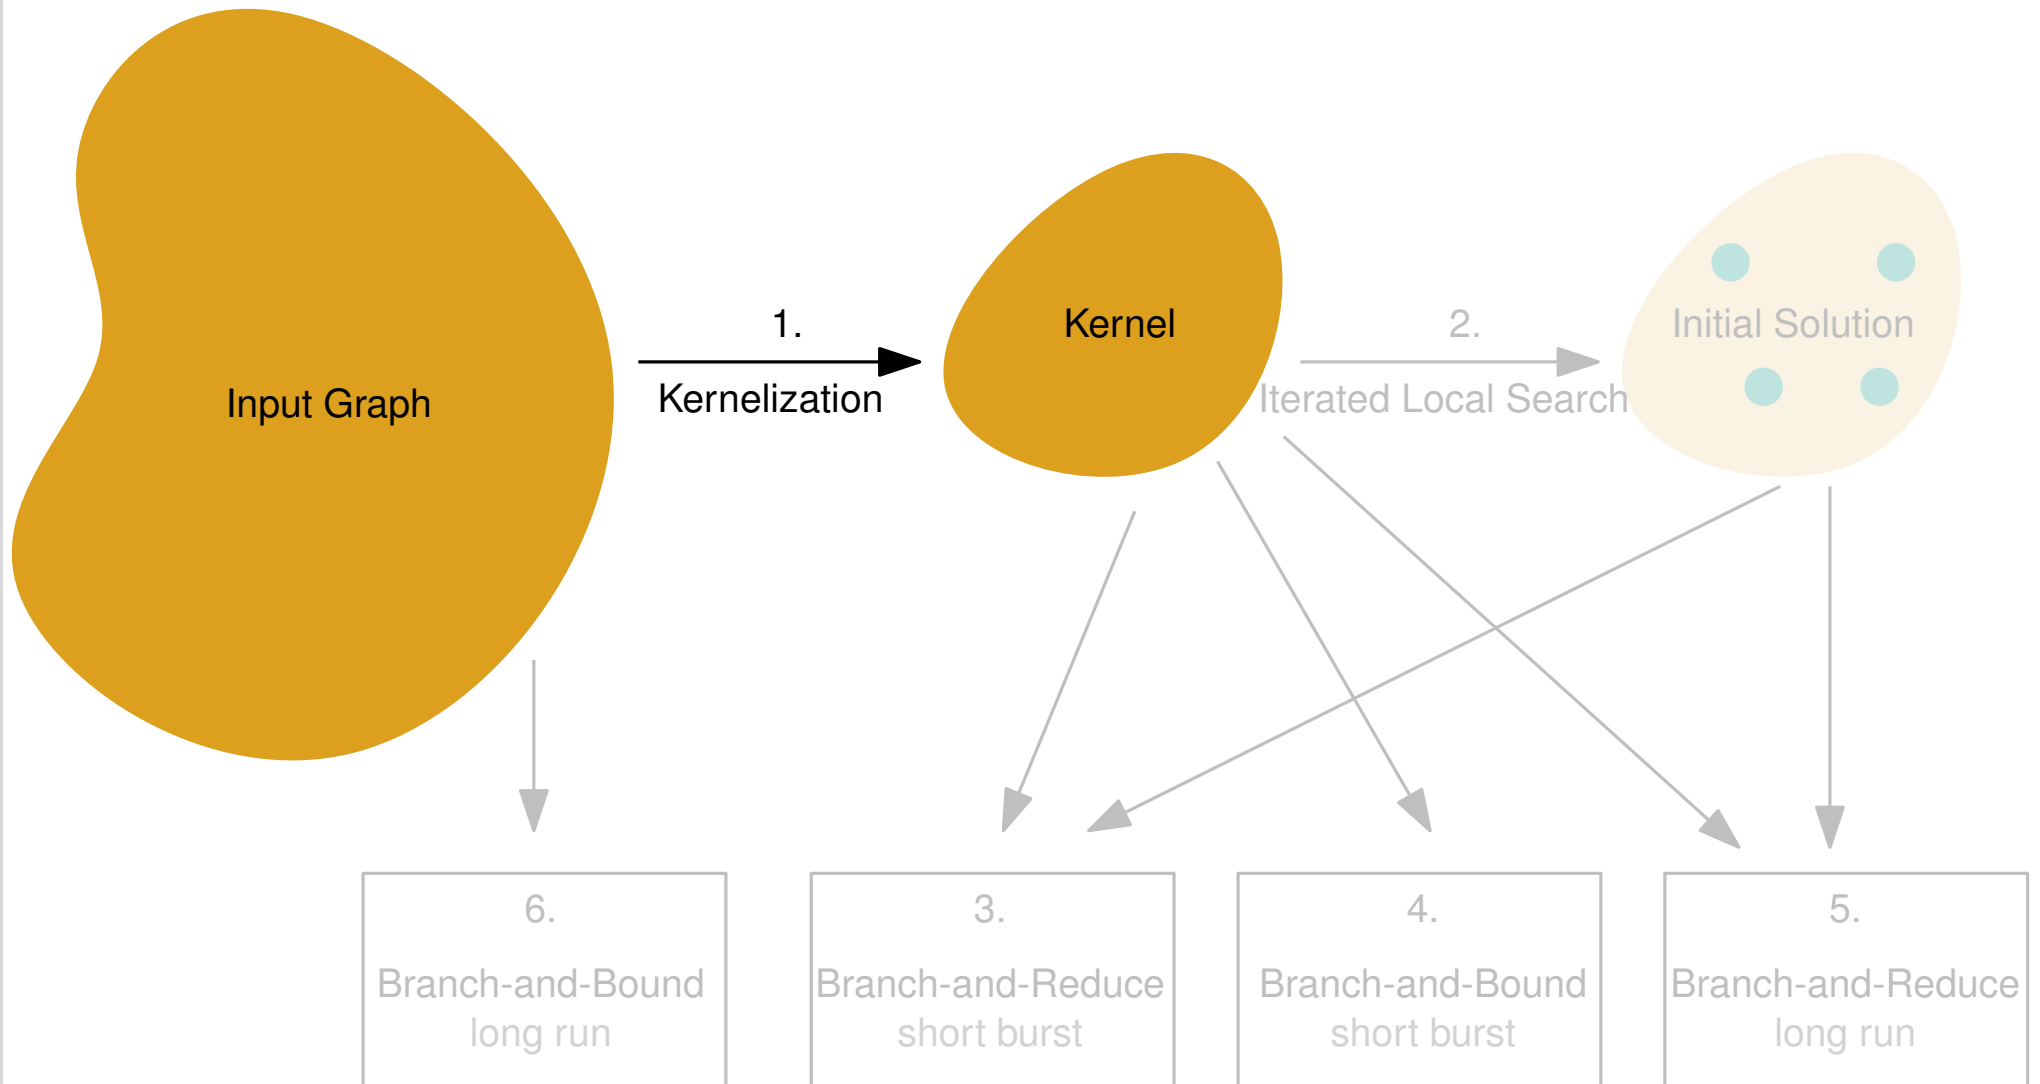 1.
Kernelization
Input Graph
Kernel
2.
Iterated Local Search
Initial Solution
6.
Branch-and-Bound
long run
3.
Branch-and-Reduce
short burst
4.
Branch-and-Bound
short burst
5.
Branch-and-Reduce
long run